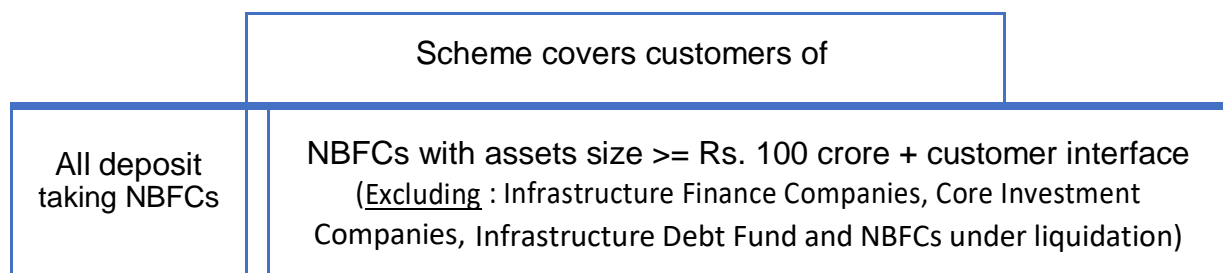 Scheme covers customers of
All deposit
taking NBFCs
NBFCs with assets size >= Rs. 100 crore + customer interface
(Excluding : Infrastructure Finance Companies, Core Investment
Companies, Infrastructure Debt Fund and NBFCs under liquidation)